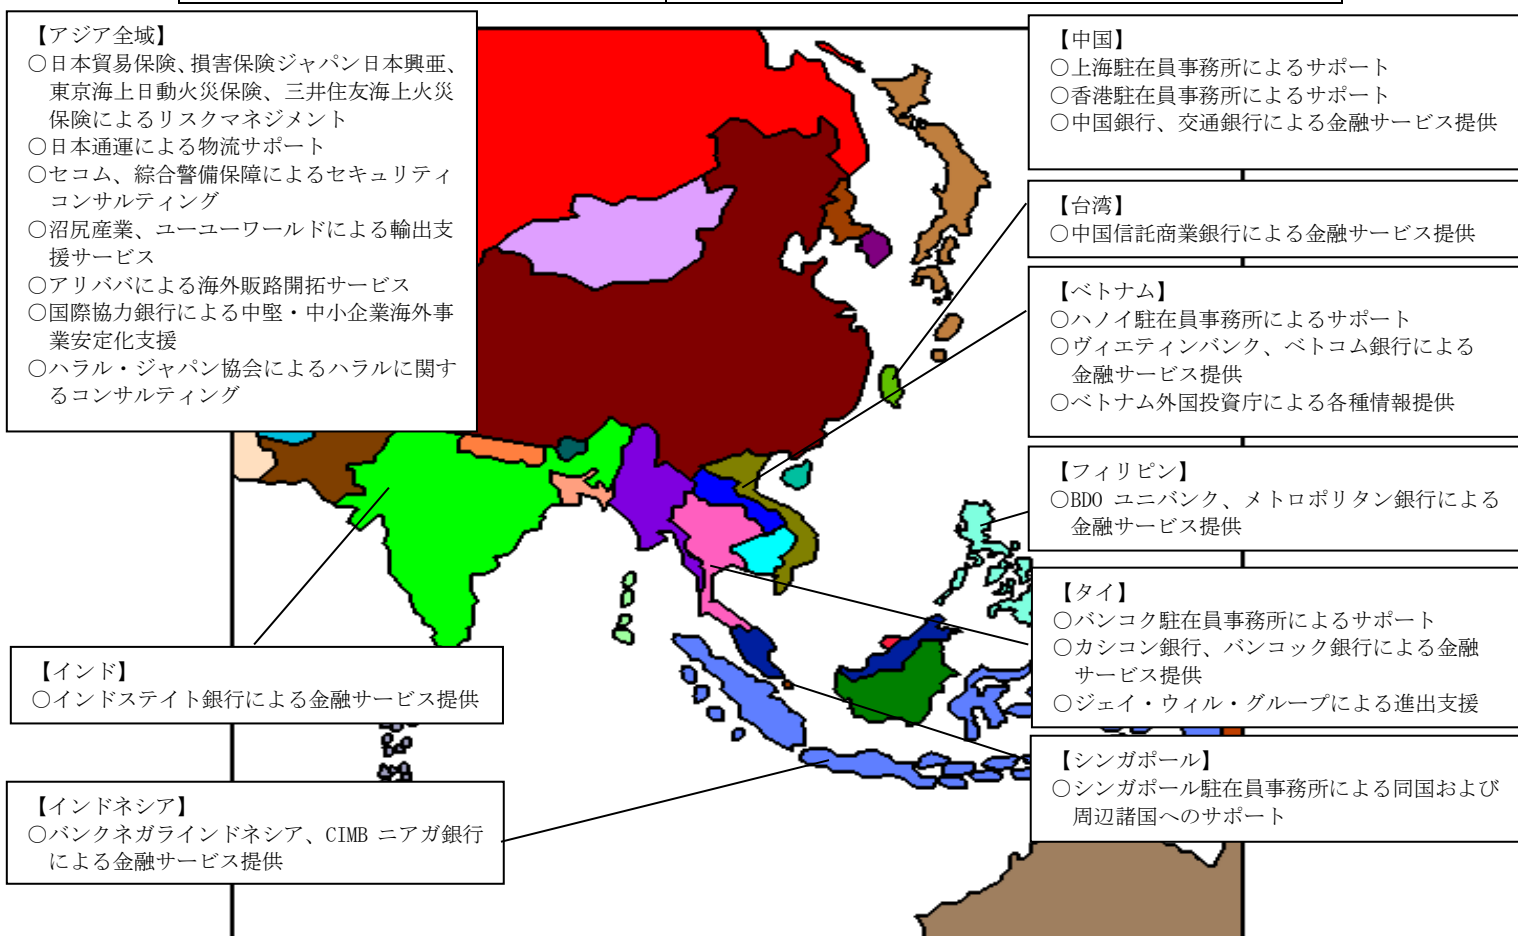 【アジア全域】
○日本貿易保険、損害保険ジャパン日本興亜、
東京海上日動火災保険、三井住友海上火災
保険によるリスクマネジメント
○日本通運による物流サポート
○セコム、綜合警備保障によるセキュリティ
コンサルティング
○沼尻産業、ユーユーワールドによる輸出支
援サービス
○アリババによる海外販路開拓サービス
○国際協力銀行による中堅・中小企業海外事
業安定化支援
○ハラル・ジャパン協会によるハラルに関す
るコンサルティング
【インド】
○インドステイト銀行による金融サービス提供
【インドネシア】
○バンクネガラインドネシア、CIMB ニアガ銀行
による金融サービス提供
【中国】
○上海駐在員事務所によるサポート
○香港駐在員事務所によるサポート
○中国銀行、交通銀行による金融サービス提供
【台湾】
○中国信託商業銀行による金融サービス提供
【ベトナム】
○ハノイ駐在員事務所によるサポート
○ヴィエティンバンク、ベトコム銀行による
金融サービス提供
○ベトナム外国投資庁による各種情報提供
【フィリピン】
○BDO ユニバンク、メトロポリタン銀行による
金融サービス提供
【タイ】
○バンコク駐在員事務所によるサポート
○カシコン銀行、バンコック銀行による金融
サービス提供
○ジェイ・ウィル・グループによる進出支援
【シンガポール】
○シンガポール駐在員事務所による同国および
周辺諸国へのサポート